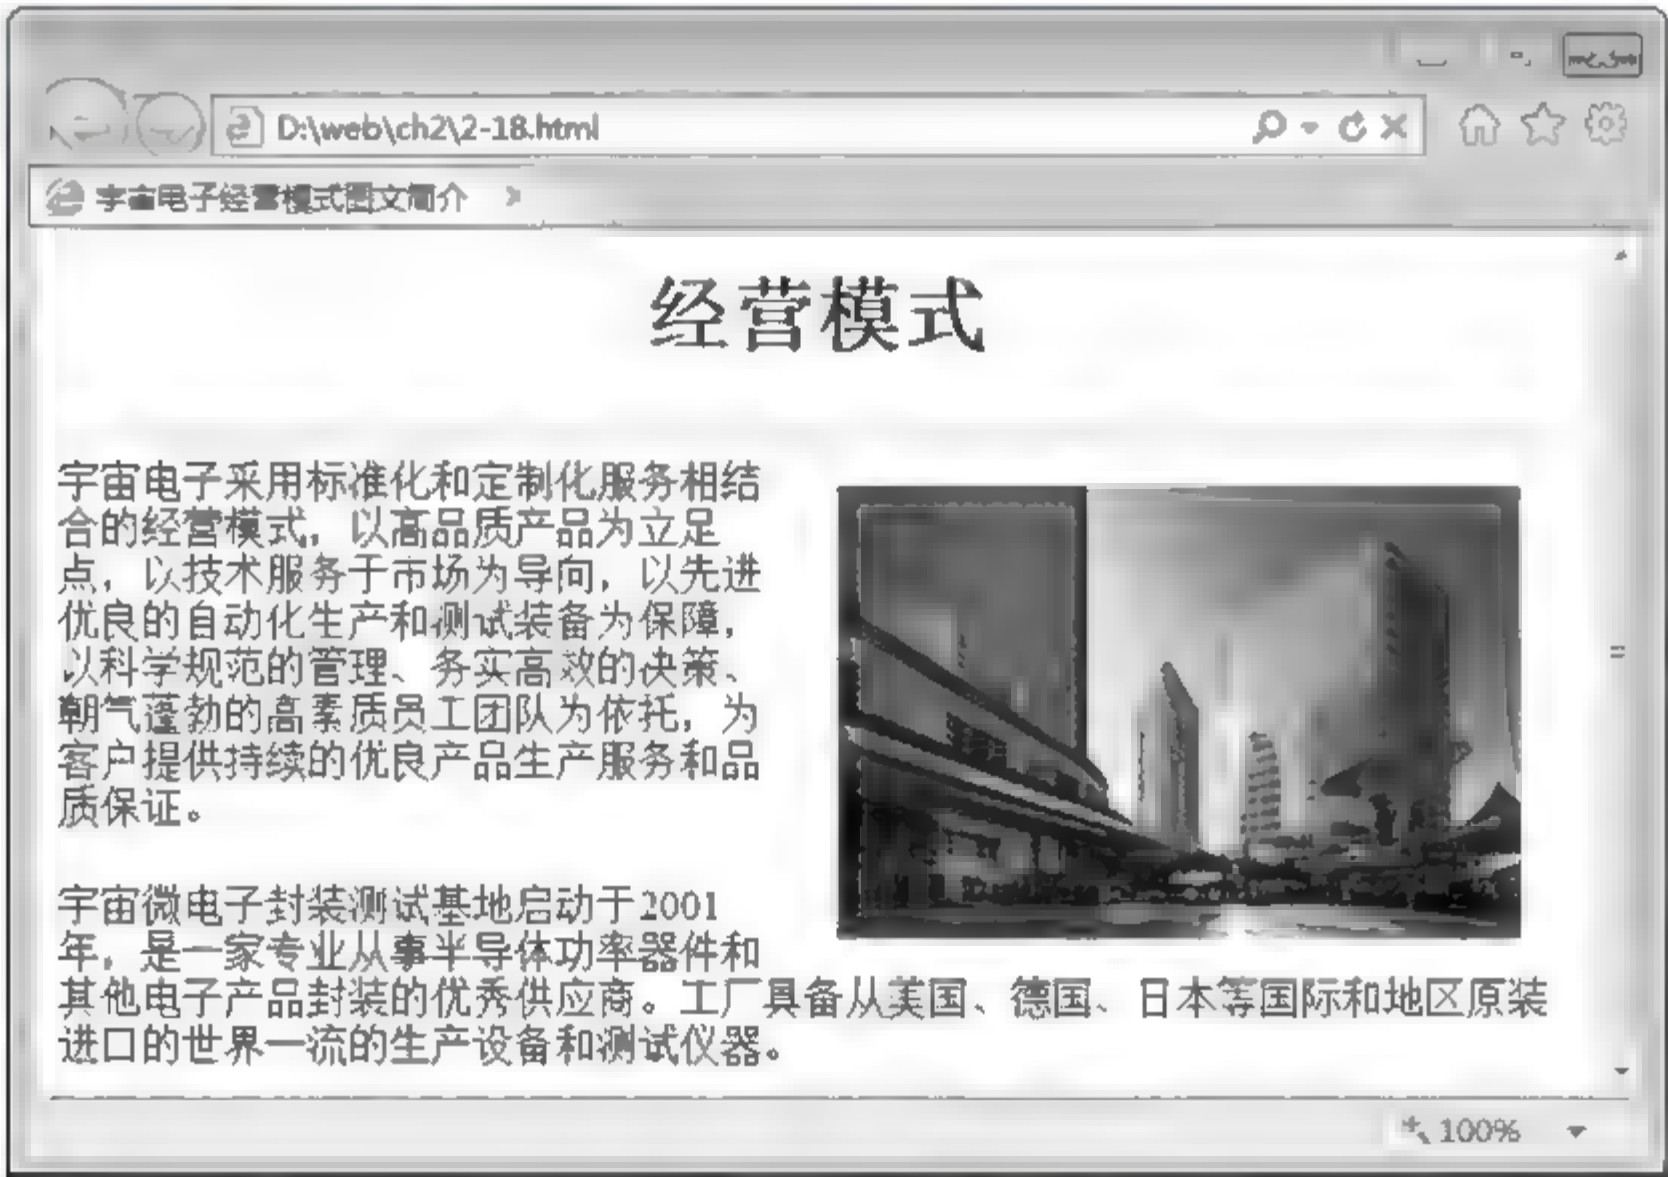 D:\web\ch2\2-18.html
宇宙电子经营模式图文简介
经营模式
宇宙电子采用标准化和定制化服务相结
合的经营模式，以高品质产品为立足
点，以技术服务于市场为导向，以先进
优良的自动化生产和测试装备为保障，
以科学规范的管理、务实高效的决策、
朝气蓬勃的高素质员工团队为依托，为
客户提供持续的优良产品生产服务和品
质保证。
宇宙微电子封装测试基地启动于2001
年，是一家专业从事半导体功率器件和
其他电子产品封装的优秀供应商。工厂具备从美国、德国、日本等国际和地区原装
进口的世界一流的生产设备和测试仪器。
100%